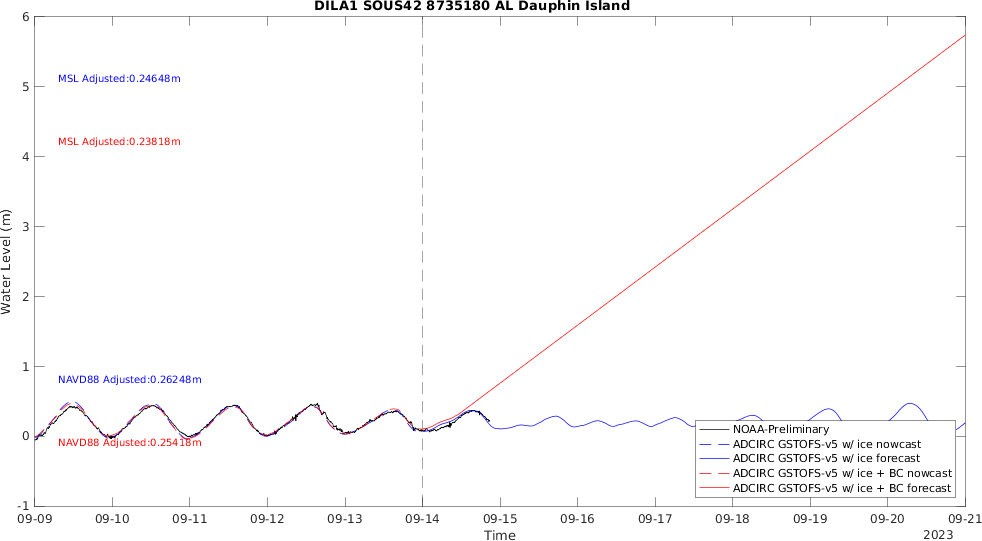 DILA1 SOUS42 8735180 AL Dauphin Island
6
5
4
3
2
1
0
-1
Water Level (m)
MSL Adjusted:0.24648m
MSL Adjusted:0.23818m
NAVD88 Adjusted:0.26248m
NAVD88 Adjusted:0.25418m
NOAA-Preliminary
ADCIRC GSTOFS-v5 w/ ice nowcast
ADCIRC GSTOFS-v5 w/ ice forecast
ADCIRC GSTOFS-v5 w/ ice + BC nowcast
ADCIRC GSTOFS-v5 w/ ice + BC forecast
09-09 09-10 09-11 09-12 09-13 09-14 09-15 09-16 09-17 09-18 09-19 09-20 09-21
Time
2023